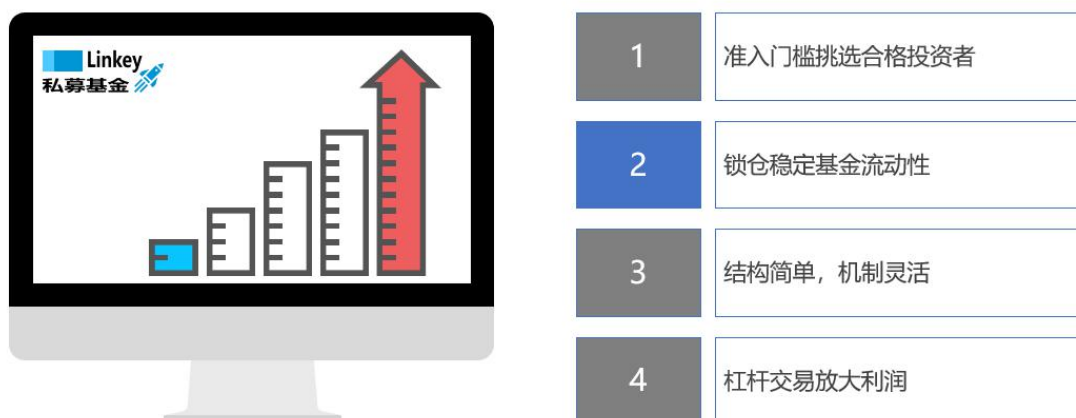 Linkey
私募基金
1
准入门槛挑选合格投资者
2
锁仓稳定基金流动性
3
结构简单，机制灵活
4
杠杆交易放大利润